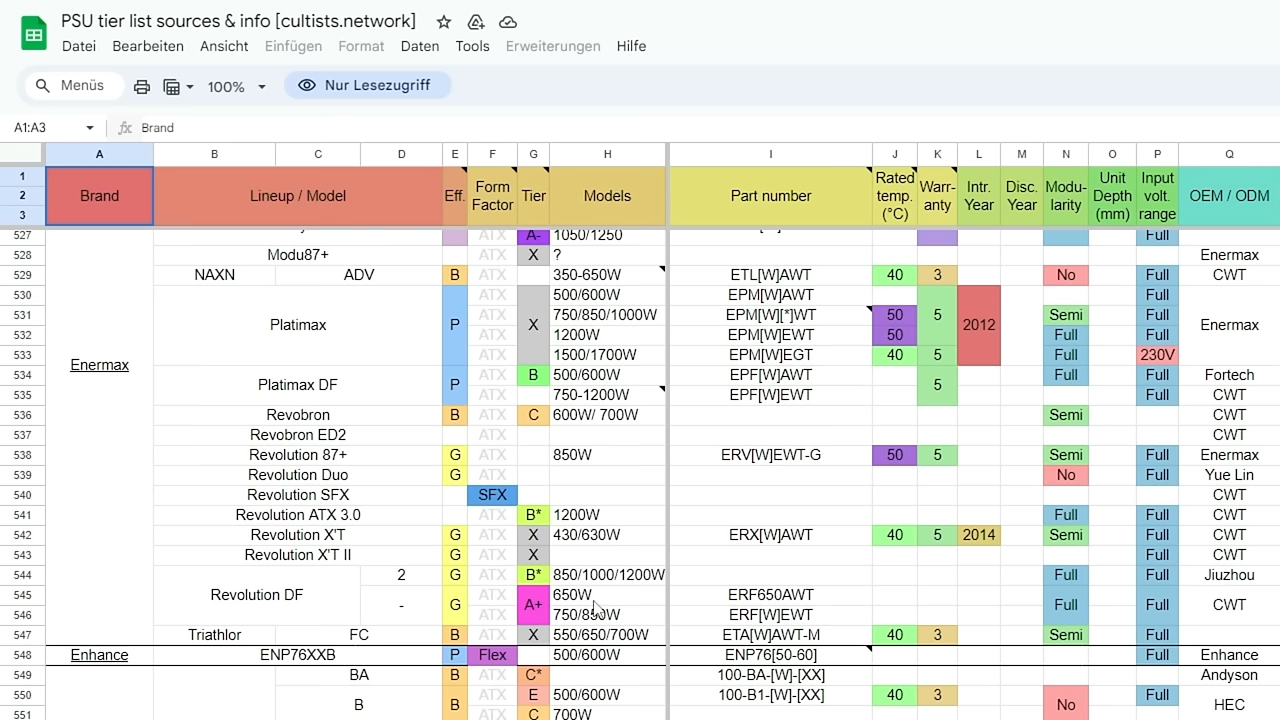 PSU tier list sources & info [cultists.network]
Datei Bearbeiten Ansicht Einfügen Format Daten Tools Erweiterungen Hilfe
Menüs 100% Nur Lesezugriff
A1:A3 fx Brand
A B C D E F G H I J K L M N O P Q
1 2 3 Brand Lineup / Model Eff. Form Factor Tier Models Part number Rated temp. (°C) Warr-anty Intr. Year Disc. Year Modu-larity Unit Depth (mm) Input volt. range OEM / ODM
527 ATX A- 1050/1250 Full
528 Modu87+ ATX X ? Enermax
529 NAXN ADV B ATX 350-650W ETL[W]AWT 40 3 No Full CWT
530 ATX 500/600W EPM[W]AWT Full
531 Platimax P ATX X 750/850/1000W EPM[W][*]WT 50 5 2012 Semi Full Enermax
532 ATX 1200W EPM[W]EWT 50 Full Full
533 ATX 1500/1700W EPM[W]EGT 40 5 Full 230V
534 Platimax DF P ATX B 500/600W EPF[W]AWT 5 Full Full Fortech
535 ATX 750-1200W EPF[W]EWT Full CWT
Enermax
536 Revobron B ATX C 600W/ 700W Semi CWT
537 Revobron ED2 ATX CWT
538 Revolution 87+ G ATX 850W ERV[W]EWT-G 50 5 Semi Full Enermax
539 Revolution Duo G ATX No Full Yue Lin
540 Revolution SFX SFX CWT
541 Revolution ATX 3.0 ATX B* 1200W Full Full CWT
542 Revolution X'T G ATX X 430/630W ERX[W]AWT 40 5 2014 Semi Full CWT
543 Revolution X'T II G ATX X Full CWT
544 Revolution DF 2 G ATX B* 850/1000/1200W Full Full Jiuzhou
545 - G ATX A+ 650W ERF650AWT Full Full CWT
546 ATX 750/850W ERF[W]EWT Full
547 Triathlor FC B ATX X 550/650/700W ETA[W]AWT-M 40 3 Semi Full CWT
548 Enhance ENP76XXB P Flex 500/600W ENP76[50-60] Full Enhance
549 BA B ATX C* 100-BA-[W]-[XX] Andyson
550 B B ATX E 500/600W 100-B1-[W]-[XX] 40 3 No Full HEC
551 ATX C 700W